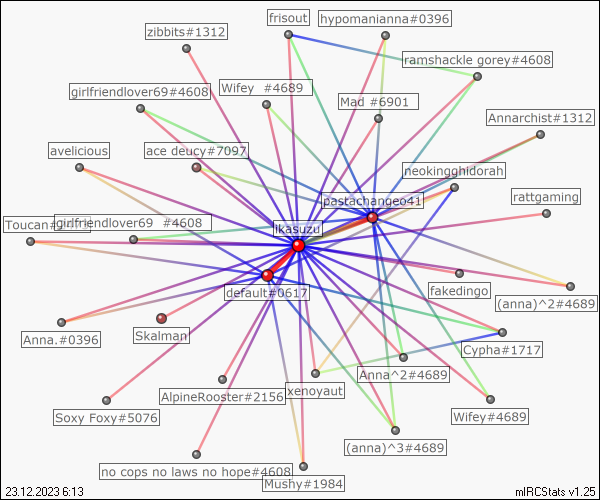 frisout
hypomanianna#0396
zibbits#1312
ramshackle gorey#4608
girlfriendlover69#4608
Wifey #4689
Mad #6901
Annarchist#1312
avelicious
ace deucy#7097
neokingghidorah
pastachangeo41
rattgaming
girlfriendlover69 #4608
ikasuzu
default#0617
fakedingo
(anna)^2#4689
Skalman
Anna.#0396
Cypha#1717
Anna^2#4689
xenoyaut
AlpineRooster#2156
Soxy Foxy#5076
Wifey#4689
(anna)^3#4689
no cops no laws no hope#4608
Mushy#1984
23.12.2023 6:13
mIRCStats v1.25